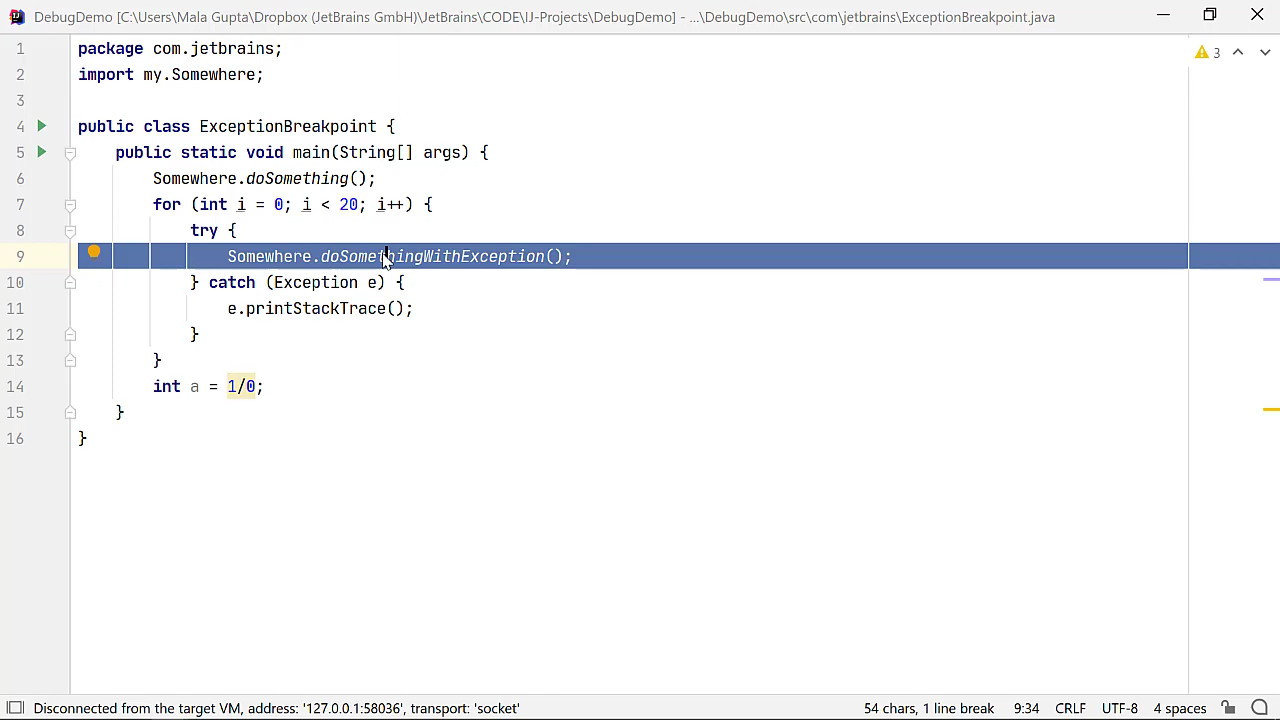 DebugDemo [C:\Users\Mala Gupta\Dropbox (JetBrains GmbH)\JetBrains\CODE\IJ-Projects\DebugDemo] - ...\DebugDemo\src\com\jetbrains\ExceptionBreakpoint.java
1 package com.jetbrains;
3
2 import my.Somewhere;
3
4 public class ExceptionBreakpoint {
5 public static void main(String[] args) {
6 Somewhere.doSomething();
7 for (int i = 0; i < 20; i++) {
8 try {
9 Somewhere.doSomethingWithException();
10 } catch (Exception e) {
11 e.printStackTrace();
12 }
13 }
14 int a = 1/0;
15 }
16 }
Disconnected from the target VM, address: '127.0.0.1:58036', transport: 'socket' 54 chars, 1 line break 9:34 CRLF UTF-8 4 spaces